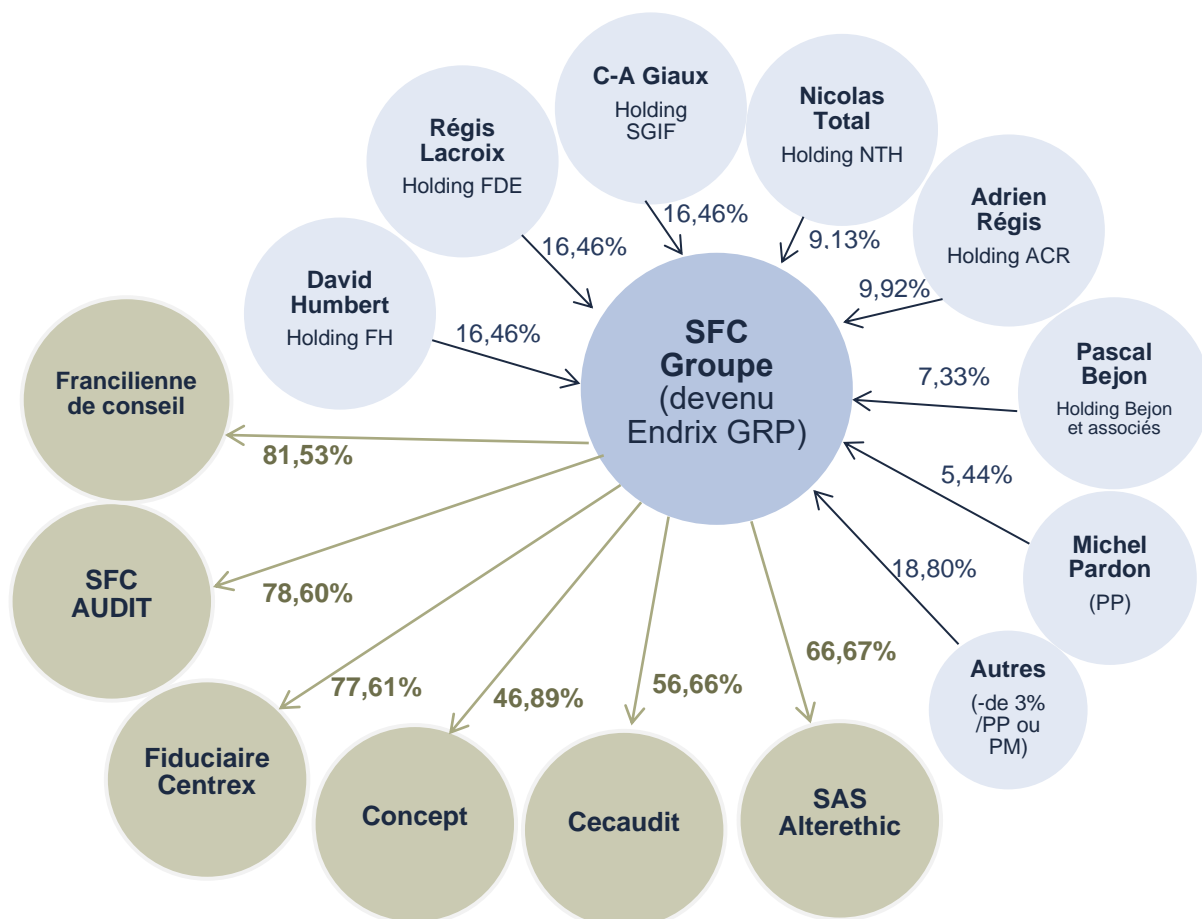 C-A Giaux
Holding
SGIF
Nicolas
Total
Holding NTH
Régis
Lacroix
Holding FDE
Adrien
Régis
Holding ACR
David
Humbert
Holding FH
16,46%
9.13%
16,46%
9,92%
16,46%
SFC
Groupe
(devenu
Endrix GRP)
Pascal
Bejon
Holding Bejon
et associés
7,33%
Francilienne
de conseil
81,53%
5,44%
Michel
Pardon
(PP)
SFC
AUDIT
78,60%
18,80%
Autres
(-de 3%
/PP ou
PM)
77,61%
46,89%
56,66%
66,67%
Fiduciaire
Centrex
Concept
Cecaudit
SAS
Alterethic